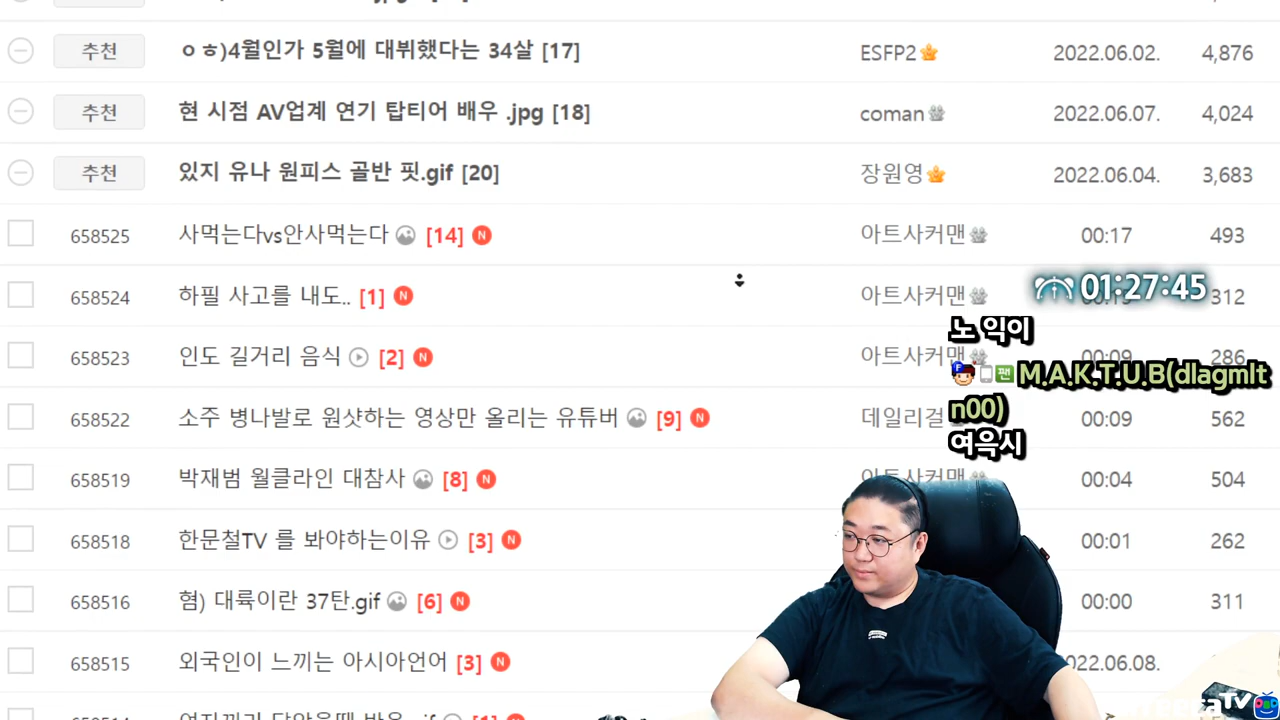 추천 ㅇㅎ)4월인가 5월에 대뷔했다는 34살 [17] ESFP2 2022.06.02. 4,876
추천 현 시점 AV업계 연기 탑티어 배우 .jpg [18] coman 2022.06.07. 4,024
추천 있지 유나 원피스 골반 핏.gif [20] 장원영 2022.06.04. 3,683
658525 사먹는다vs안사먹는다 [14] N 아트사커맨 00:17 493
658524 하필 사고를 내도.. [1] N 아트사커맨 312
01:27:45
노 익이
658523 인도 길거리 음식 [2] N 아트사커맨 00:09 286
팬 M.A.K.T.U.B(dlagmlt
n00)
658522 소주 병나발로 원샷하는 영상만 올리는 유튜버 [9] N 데일리걸 00:09 562
여윽시
658519 박재범 월클라인 대참사 [8] N 아트사커맨 00:04 504
658518 한문철TV 를 봐야하는이유 [3] N 00:01 262
658516 혐) 대륙이란 37탄.gif [6] N 00:00 311
658515 외국인이 느끼는 아시아언어 [3] N 2022.06.08.